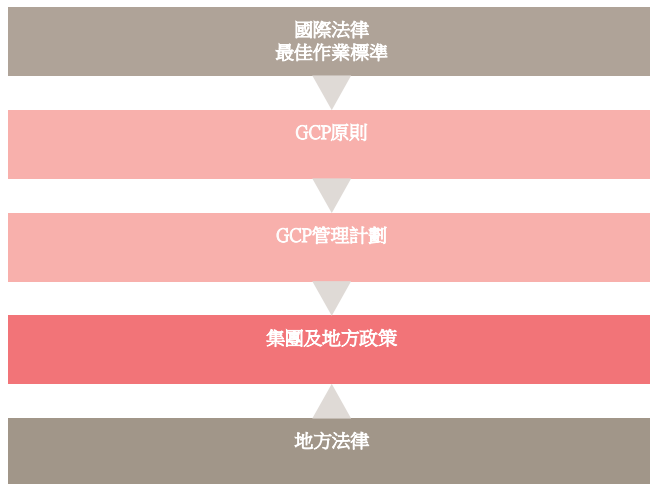 國際法律
最佳作業標準
GCP原則
GCP管理計劃
集團及地方政策
地方法律